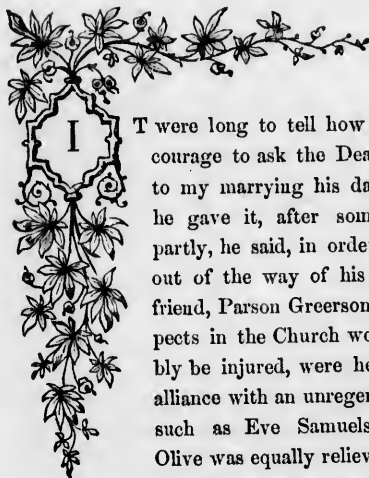 IT were long to tell how
courage to ask the Dea
to my marrying his da
he gave it, after som
partly, he said, in orde
out of the way of his
friend, Parson Greerson
pects in the Church wo
bly be injured, were he
alliance with an unreger
such as Eve Samuels
Olive was equally reliev